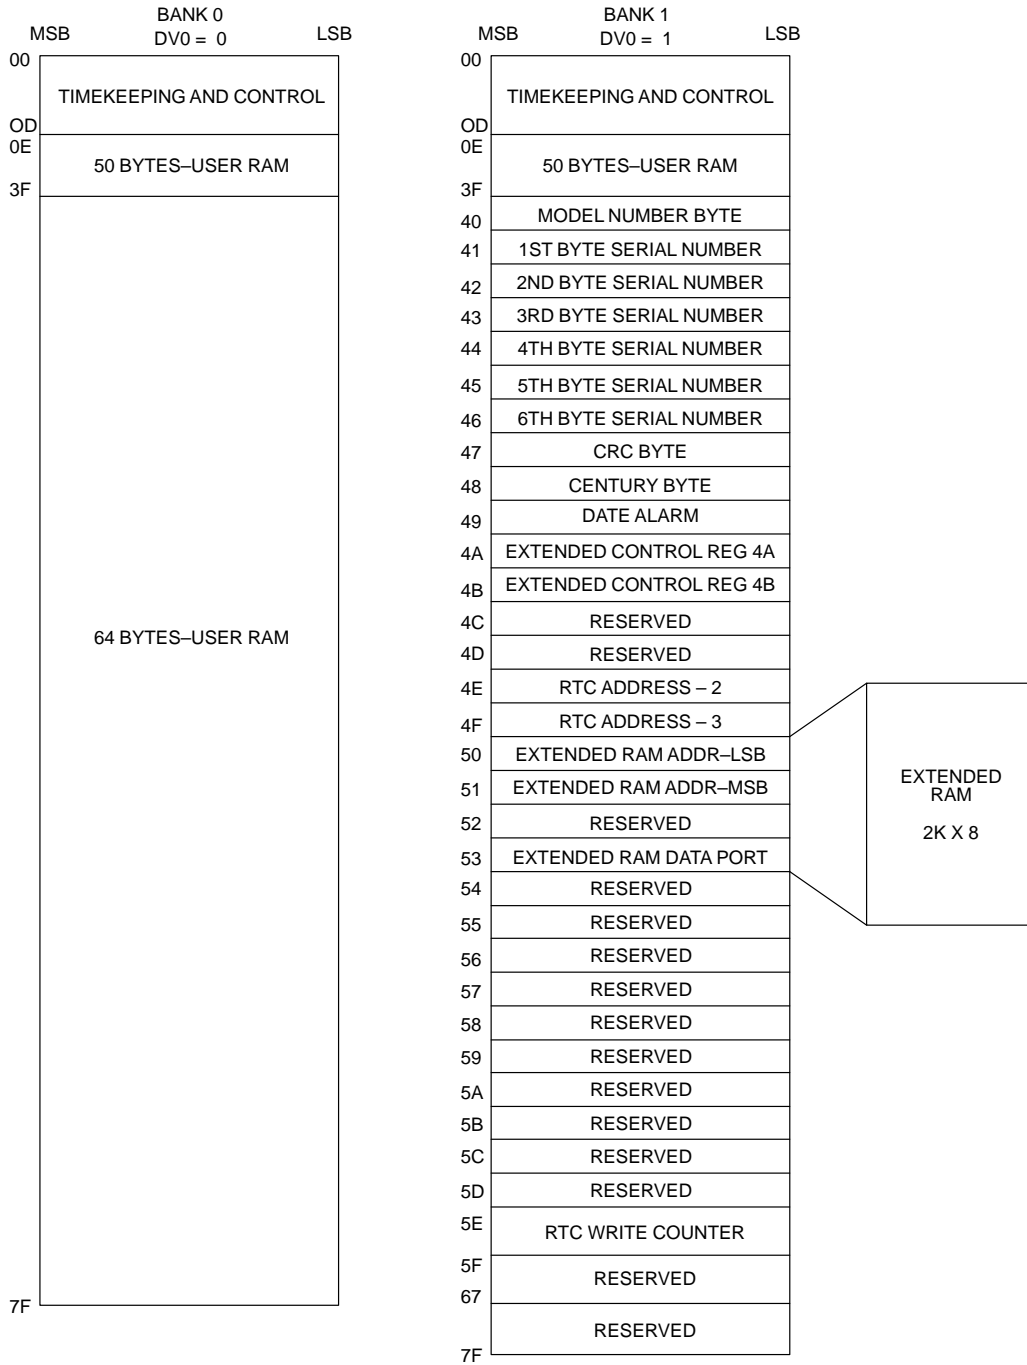 BANK 0
MSB DV0 = 0 LSB
00
TIMEKEEPING AND CONTROL
OD
0E
50 BYTES–USER RAM
3F
64 BYTES–USER RAM
7F
BANK 1
MSB DV0 = 1 LSB
00
TIMEKEEPING AND CONTROL
OD
0E
50 BYTES–USER RAM
3F
40 MODEL NUMBER BYTE
41 1ST BYTE SERIAL NUMBER
42 2ND BYTE SERIAL NUMBER
43 3RD BYTE SERIAL NUMBER
44 4TH BYTE SERIAL NUMBER
45 5TH BYTE SERIAL NUMBER
46 6TH BYTE SERIAL NUMBER
47 CRC BYTE
48 CENTURY BYTE
49 DATE ALARM
4A EXTENDED CONTROL REG 4A
4B EXTENDED CONTROL REG 4B
4C RESERVED
4D RESERVED
4E RTC ADDRESS – 2
4F RTC ADDRESS – 3
50 EXTENDED RAM ADDR–LSB
51 EXTENDED RAM ADDR–MSB
52 RESERVED
53 EXTENDED RAM DATA PORT
54 RESERVED
55 RESERVED
56 RESERVED
57 RESERVED
58 RESERVED
59 RESERVED
5A RESERVED
5B RESERVED
5C RESERVED
5D RESERVED
5E RTC WRITE COUNTER
5F
RESERVED
67
RESERVED
7F
EXTENDED
RAM
2K X 8